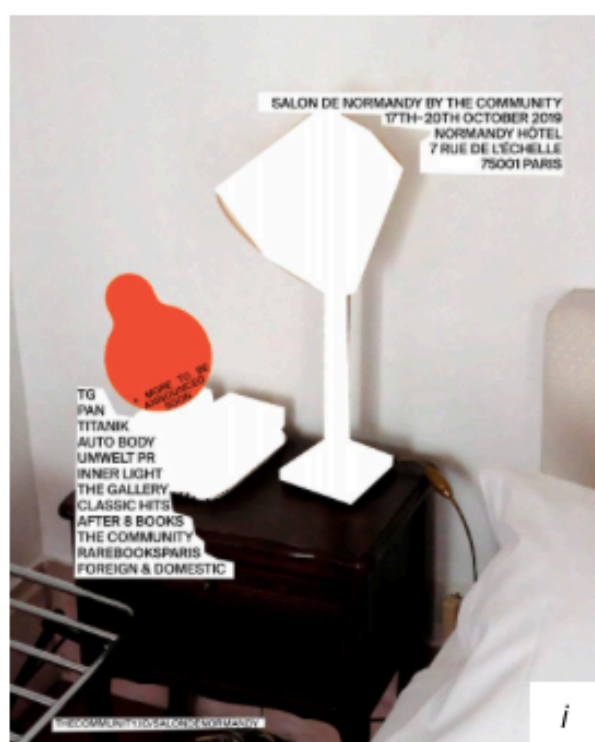 SALON DE NORMANDY BY THE COMMUNITY
17TH–20TH OCTOBER 2019
NORMANDY HÔTEL
7 RUE DE L'ÉCHELLE
75001 PARIS
* MORE TO BE
ANNOUNCED
SOON
TG
PAN
TITANIK
AUTO BODY
UMWELT PR
INNER LIGHT
THE GALLERY
CLASSIC HITS
AFTER 8 BOOKS
THE COMMUNITY
RAREBOOKSPARIS
FOREIGN & DOMESTIC
THECOMMUNITY.IO/SALONDENORMANDY
i